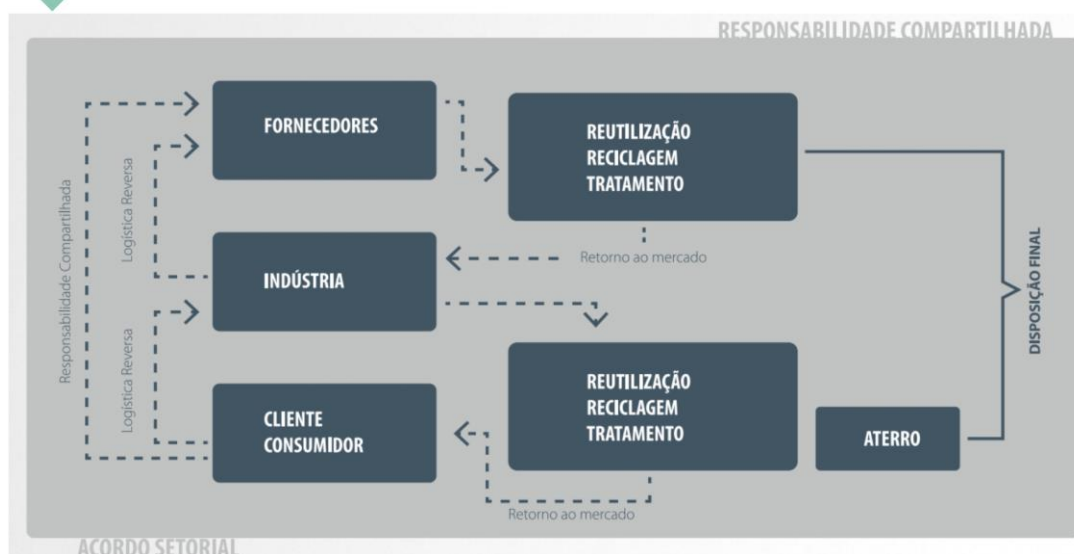 RESPONSABILIDADE COMPARTILHADA
FORNECEDORES
REUTILIZAÇÃO
RECICLAGEM
TRATAMENTO
Responsabilidade Compartilhada
Logística Reversa
INDÚSTRIA
Retorno ao mercado
DISPOSIÇÃO FINAL
Logística Reversa
CLIENTE
CONSUMIDOR
REUTILIZAÇÃO
RECICLAGEM
TRATAMENTO
ATERRO
Retorno ao mercado
ACORDO SETORIAL